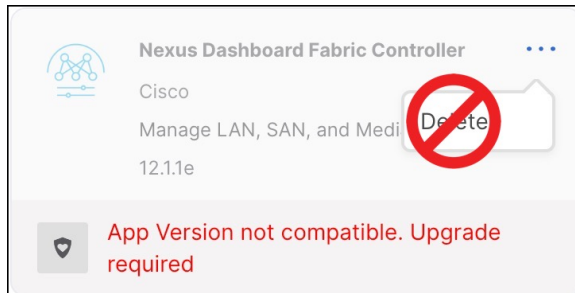 Nexus Dashboard Fabric Controller
Cisco
Manage LAN, SAN, and Medi
Delete
12.1.1e
App Version not compatible. Upgrade
required